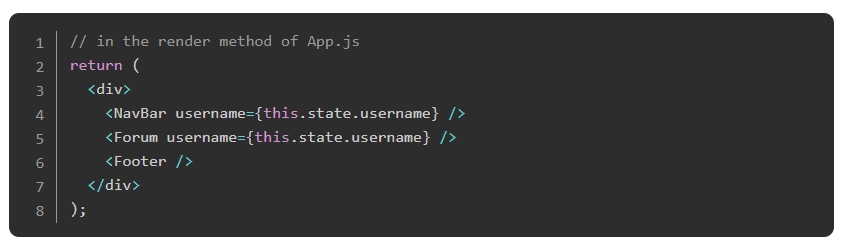 1 // in the render method of App.js
2 return (
3   <div>
4     <NavBar username={this.state.username} />
5     <Forum username={this.state.username} />
6     <Footer />
7   </div>
8 );